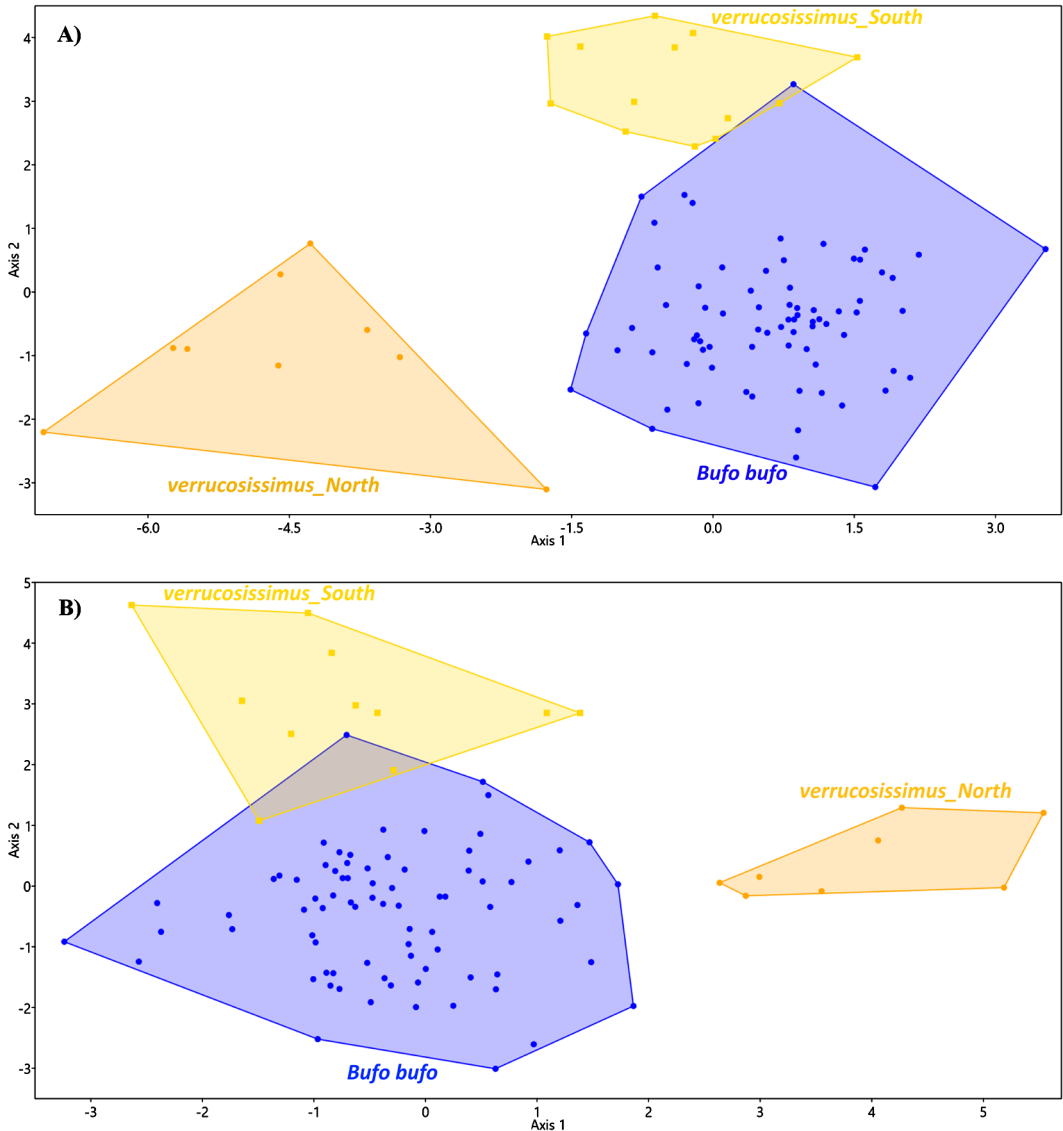 A)
verrucosissimus_South
4
3
2
1
0
-1
-2
-3
Axis 2
verrucosissimus_North
Bufo bufo
-6.0 -4.5 -3.0 -1.5 0.0 1.5 3.0
Axis 1
B)
verrucosissimus_South
5
4
3
2
1
0
-1
-2
-3
Axis 2
verrucosissimus_North
Bufo bufo
-3 -2 -1 0 1 2 3 4 5
Axis 1